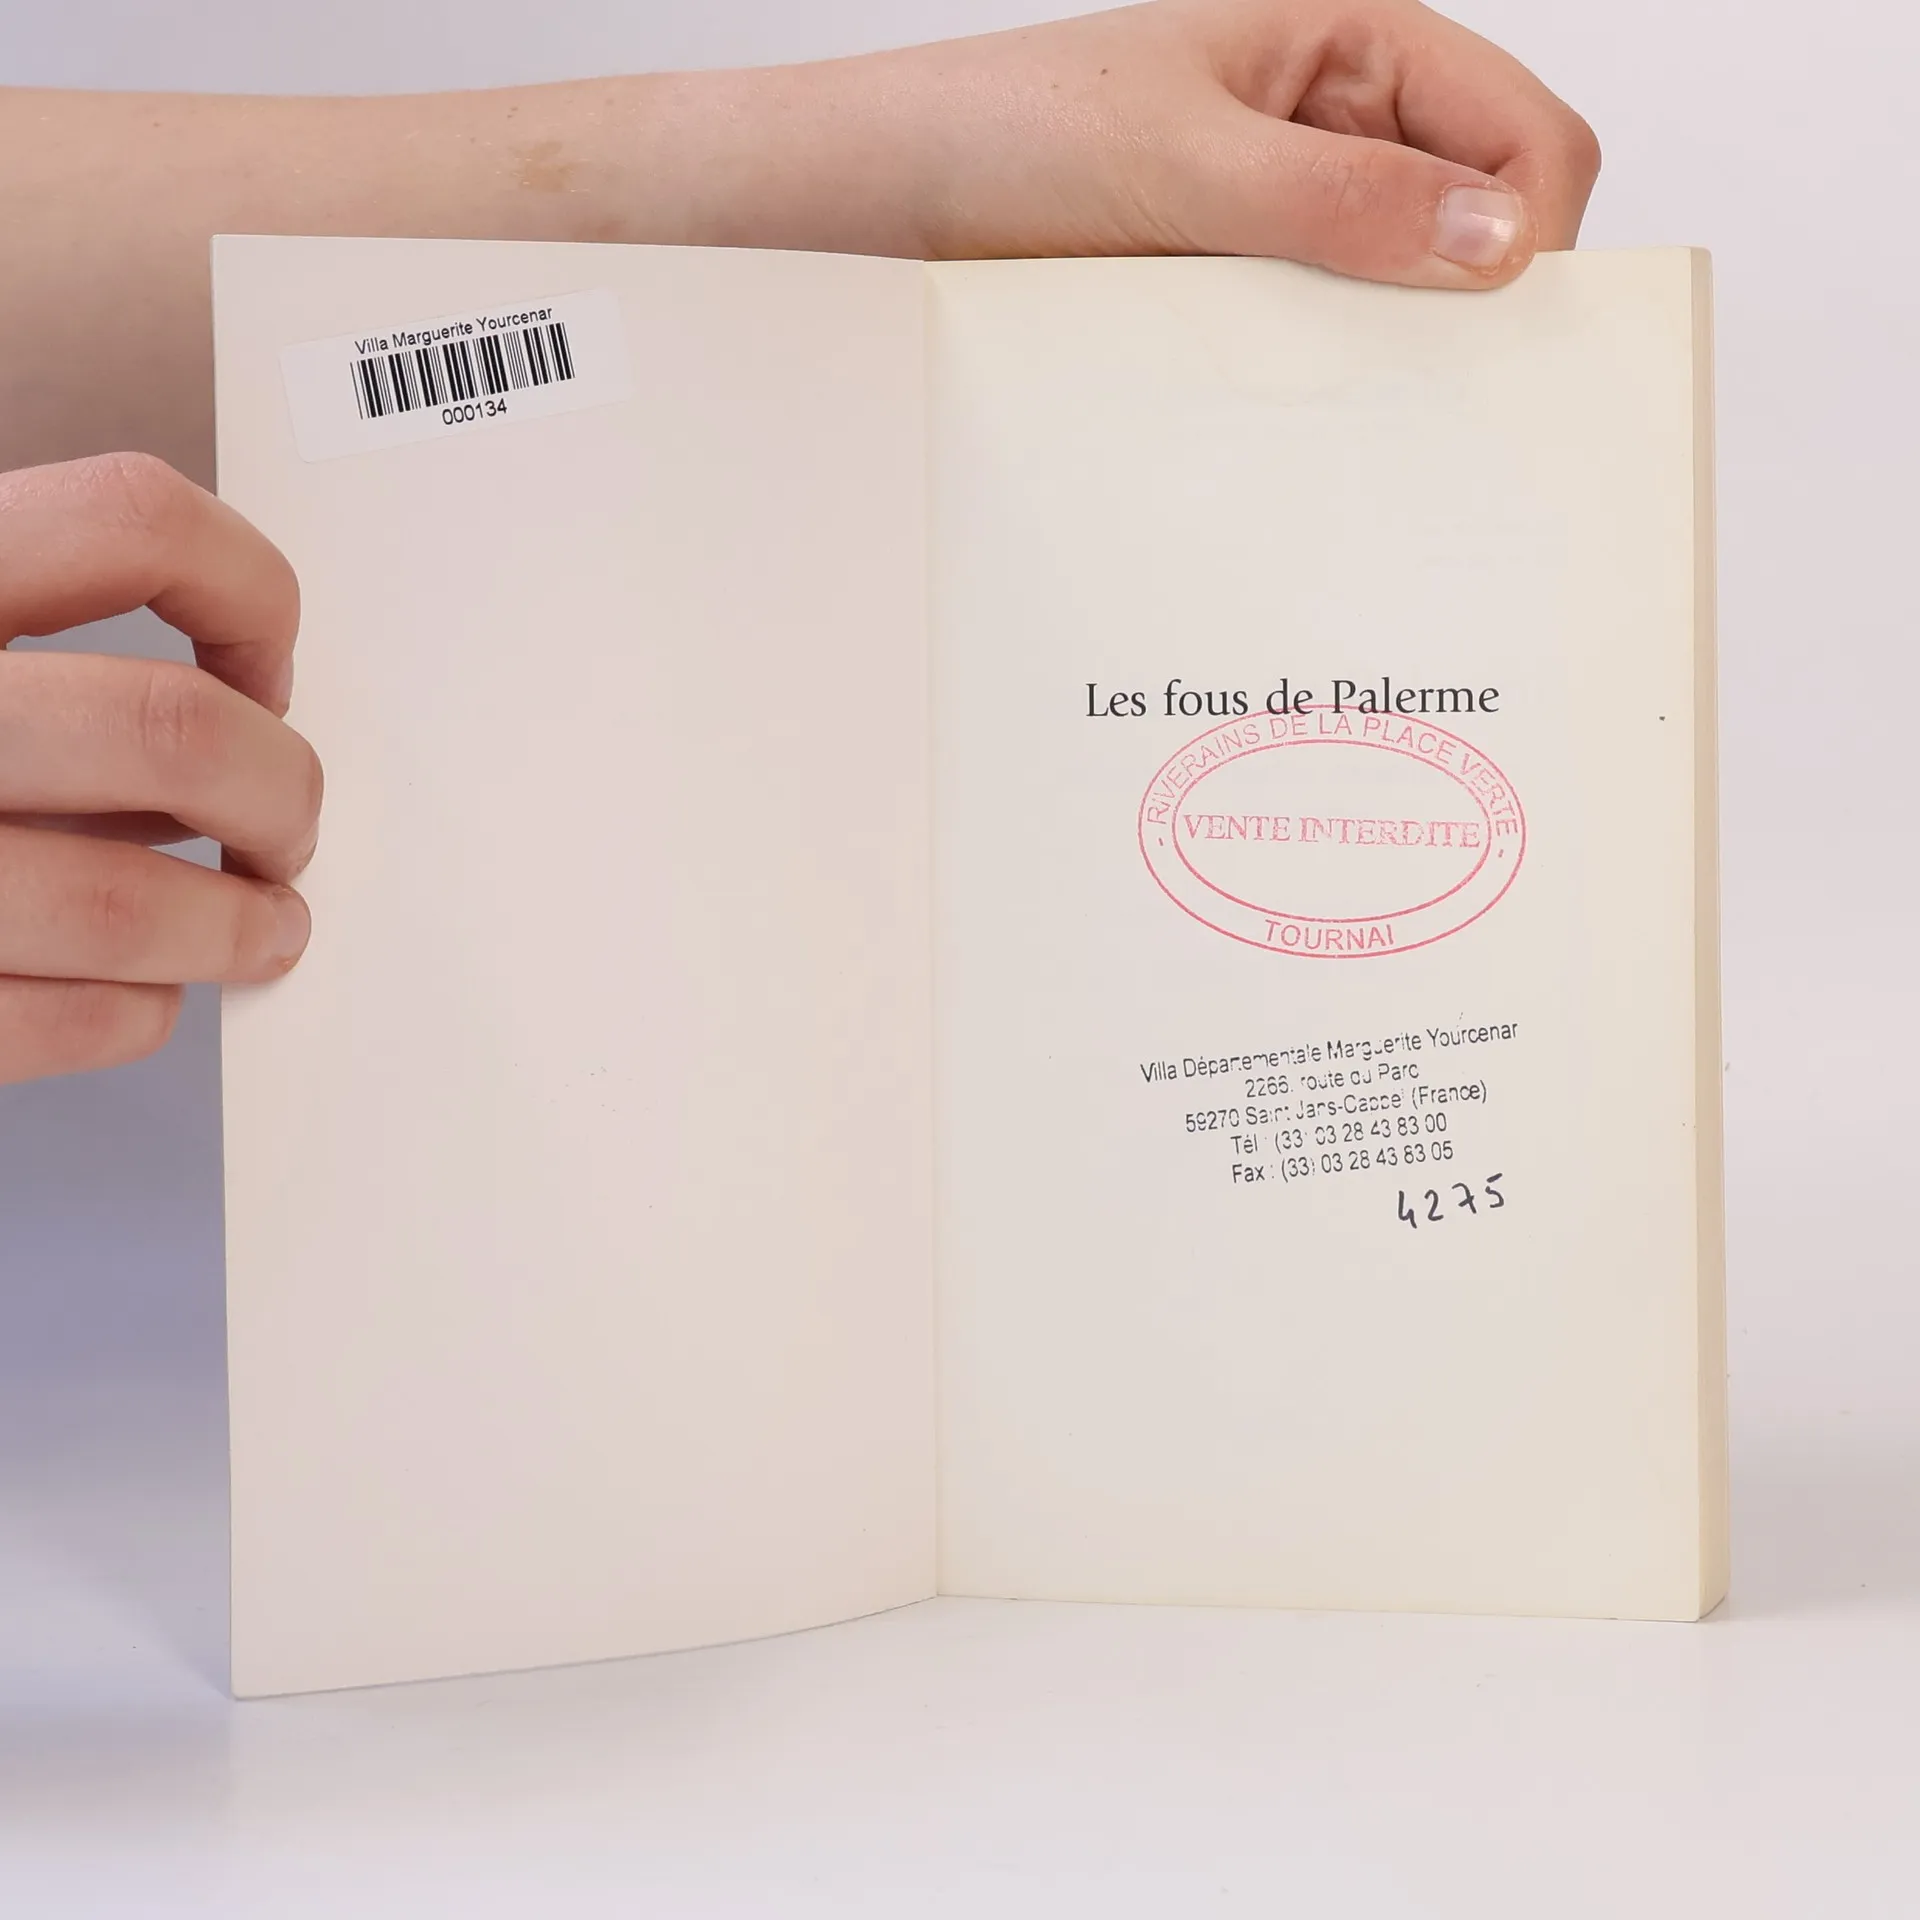 Villa Marguerite Yourcenar
000134
Les fous de Palerme
- RIVERAINS DE LA PLACE VERTE -
VENTE INTERDITE
TOURNAI
Villa Départementale Marguerite Yourcenar
2266, route du Parc
59270 Saint Jans-Cappel (France)
Tél : (33) 03 28 43 83 00
Fax : (33) 03 28 43 83 05
4275